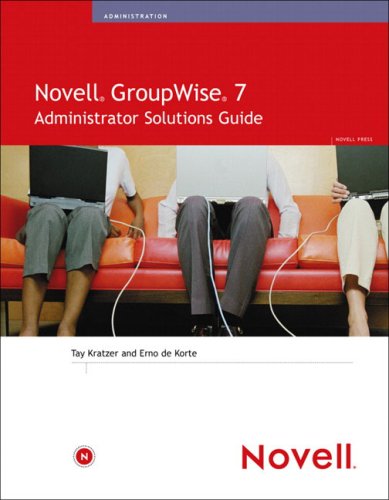 ADMINISTRATION
Novell® GroupWise® 7
Administrator Solutions Guide
NOVELL PRESS
Tay Kratzer and Erno de Korte
N
Novell.